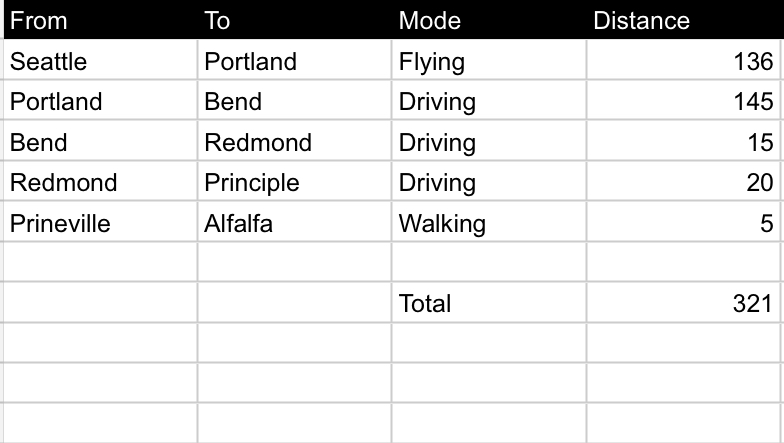 From To Mode Distance
Seattle Portland Flying 136
Portland Bend Driving 145
Bend Redmond Driving 15
Redmond Principle Driving 20
Prineville Alfalfa Walking 5
Total 321